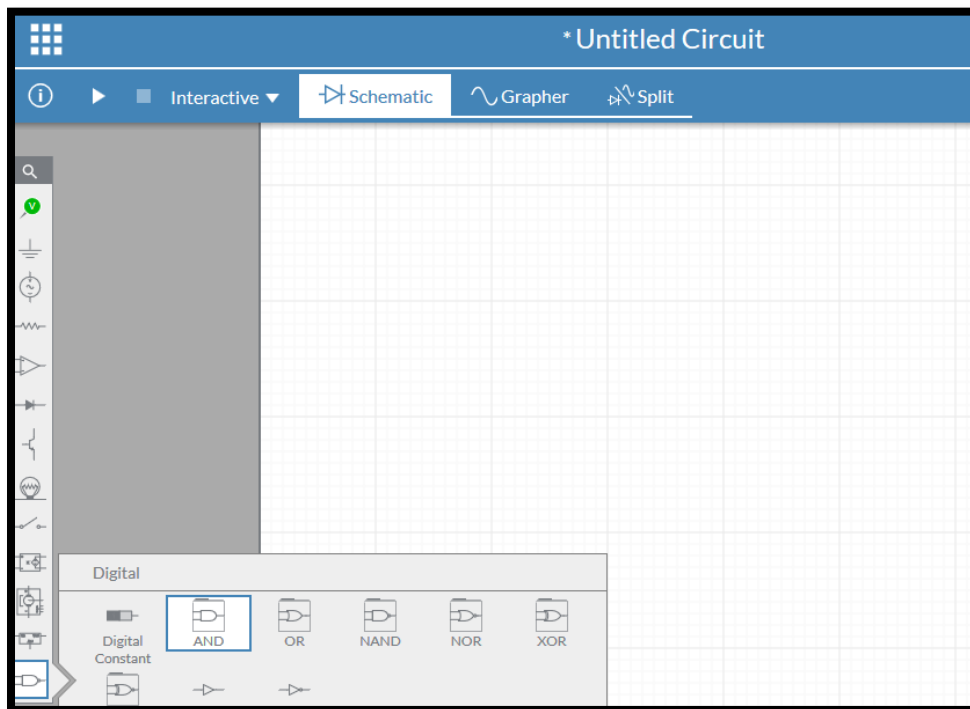 * Untitled Circuit
i Interactive Schematic Grapher Split
V
Digital
Digital Constant
AND
OR
NAND
NOR
XOR